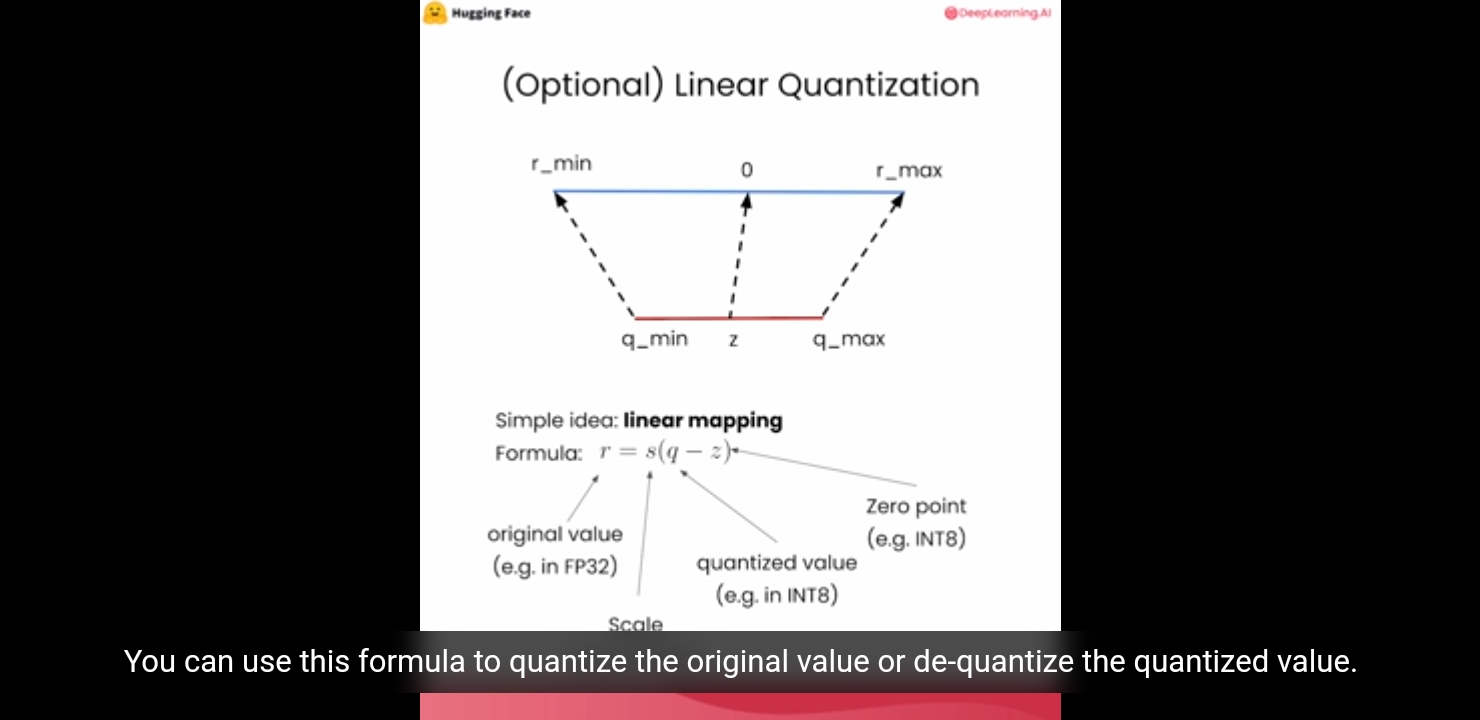 Hugging Face
DeepLearning.AI
(Optional) Linear Quantization
r_min 0 r_max
q_min z q_max
Simple idea: linear mapping
Formula: r = s(q − z)
Zero point
(e.g. INT8)
original value
(e.g. in FP32)
quantized value
(e.g. in INT8)
Scale
You can use this formula to quantize the original value or de-quantize the quantized value.